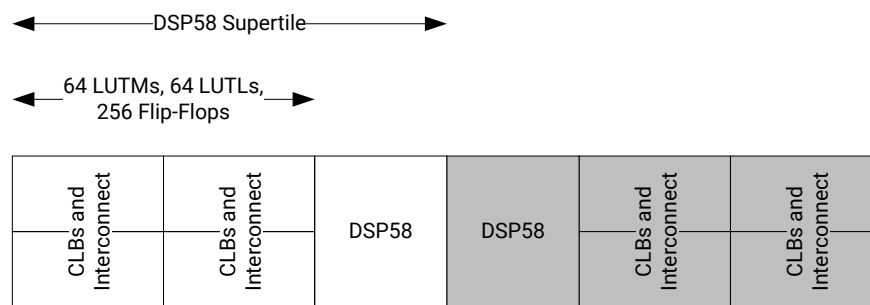 DSP58 Supertile
64 LUTMs, 64 LUTLs,
256 Flip-Flops
CLBs and
Interconnect
CLBs and
Interconnect
DSP58
DSP58
CLBs and
Interconnect
CLBs and
Interconnect